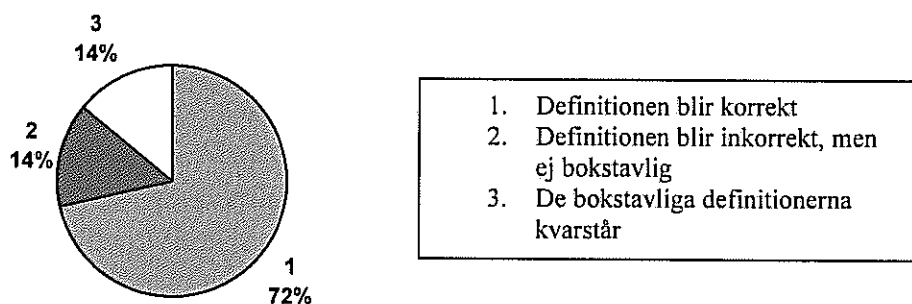 3
14%
2
14%
1
72%
1. Definitionen blir korrekt
2. Definitionen blir inkorrekt, men
ej bokstavlig
3. De bokstavliga definitionerna
kvarstår